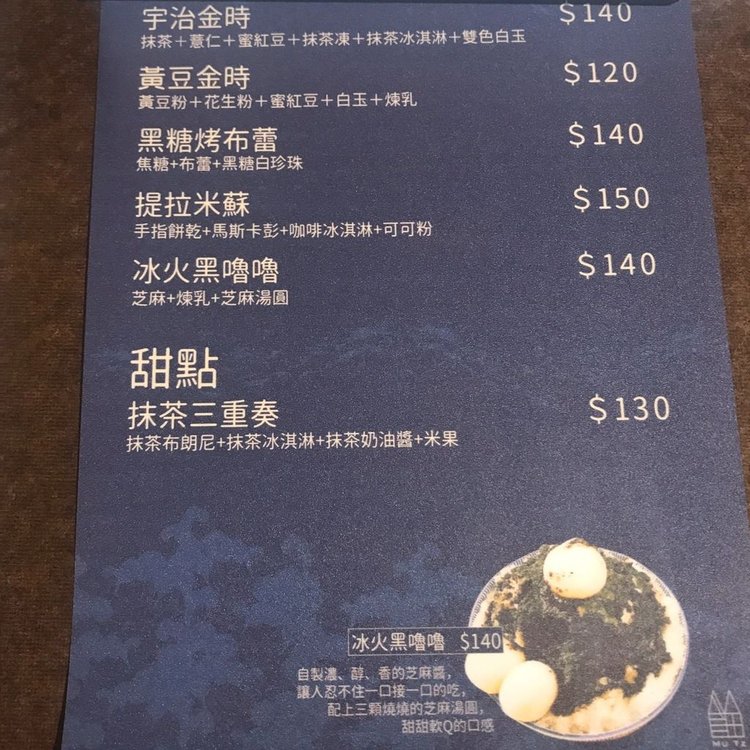 宇治金時 $140
抹茶+薏仁+蜜紅豆+抹茶凍+抹茶冰淇淋+雙色白玉
黃豆金時 $120
黃豆粉+花生粉+蜜紅豆+白玉+煉乳
黑糖烤布蕾 $140
焦糖+布蕾+黑糖白珍珠
提拉米蘇 $150
手指餅乾+馬斯卡彭+咖啡冰淇淋+可可粉
冰火黑嚕嚕 $140
芝麻+煉乳+芝麻湯圓
甜點
抹茶三重奏 $130
抹茶布朗尼+抹茶冰淇淋+抹茶奶油醬+米果
冰火黑嚕嚕 $140
自製濃、醇、香的芝麻醬,
讓人忍不住一口接一口的吃,
配上三顆燒燒的芝麻湯圓,
甜甜軟Q的口感